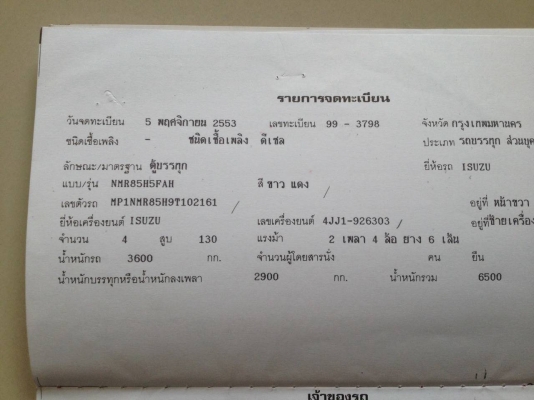 รายการจดทะเบียน
วันจดทะเบียน 5 พฤศจิกายน 2553 เลขทะเบียน 99 - 3798 จังหวัด กรุงเทพมหานคร
ชนิดเชื้อเพลิง - ชนิดเชื้อเพลิง ดีเซล ประเภท รถบรรทุก ส่วนบุค
ลักษณะ/มาตรฐาน ตู้บรรทุก ยี่ห้อรถ ISUZU
แบบ/รุ่น NMR85H5FAH สี ขาว แดง
เลขตัวรถ MP1NMR85H9T102161 / อยู่ที่ หน้าขวา
ยี่ห้อเครื่องยนต์ ISUZU เลขเครื่องยนต์ 4JJ1-926303 / อยู่ที่ ซ้ายเครื่อง
จำนวน 4 สูบ 130 แรงม้า 2 เพลา 4 ล้อ ยาง 6 เส้น
น้ำหนักรถ 3600 กก. จำนวนผู้โดยสารนั่ง คน ยืน
น้ำหนักบรรทุกหรือน้ำหนักลงเพลา 2900 กก. น้ำหนักรวม 6500
เจ้าของรถ